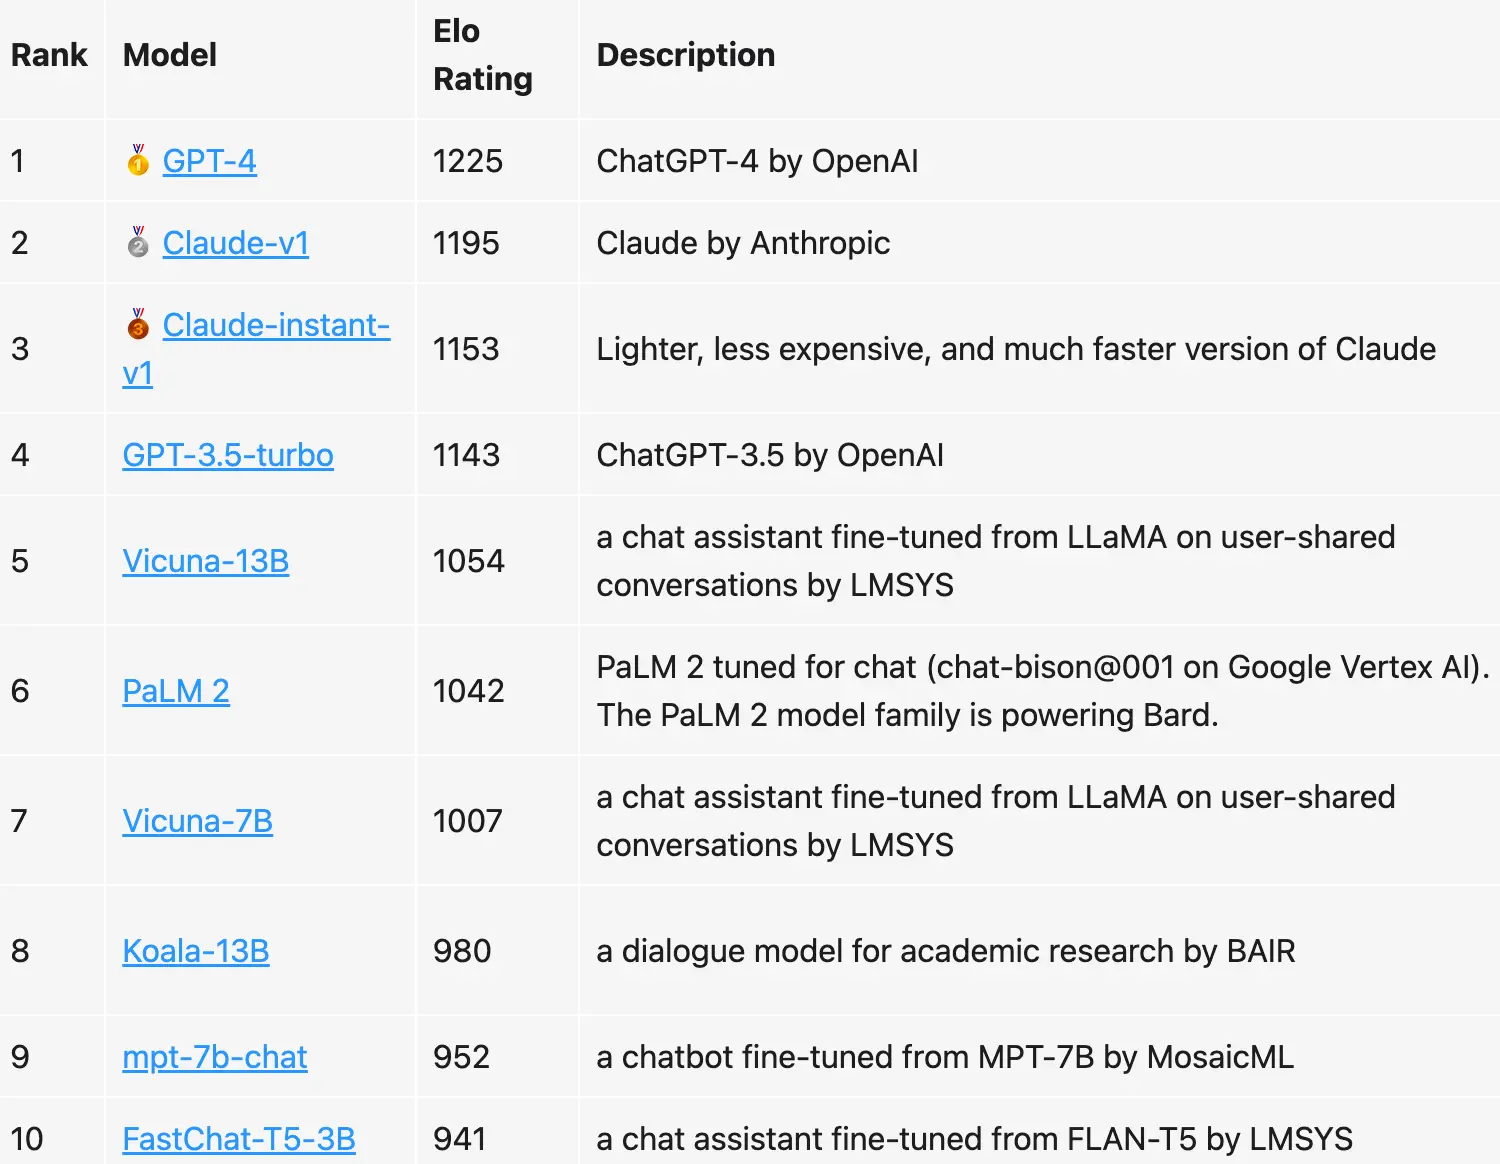 Rank Model Elo Rating Description
1 🥇 GPT-4 1225 ChatGPT-4 by OpenAI
2 🥈 Claude-v1 1195 Claude by Anthropic
3 🥉 Claude-instant-v1 1153 Lighter, less expensive, and much faster version of Claude
4 GPT-3.5-turbo 1143 ChatGPT-3.5 by OpenAI
5 Vicuna-13B 1054 a chat assistant fine-tuned from LLaMA on user-shared
conversations by LMSYS
6 PaLM 2 1042 PaLM 2 tuned for chat (chat-bison@001 on Google Vertex AI).
The PaLM 2 model family is powering Bard.
7 Vicuna-7B 1007 a chat assistant fine-tuned from LLaMA on user-shared
conversations by LMSYS
8 Koala-13B 980 a dialogue model for academic research by BAIR
9 mpt-7b-chat 952 a chatbot fine-tuned from MPT-7B by MosaicML
10 FastChat-T5-3B 941 a chat assistant fine-tuned from FLAN-T5 by LMSYS